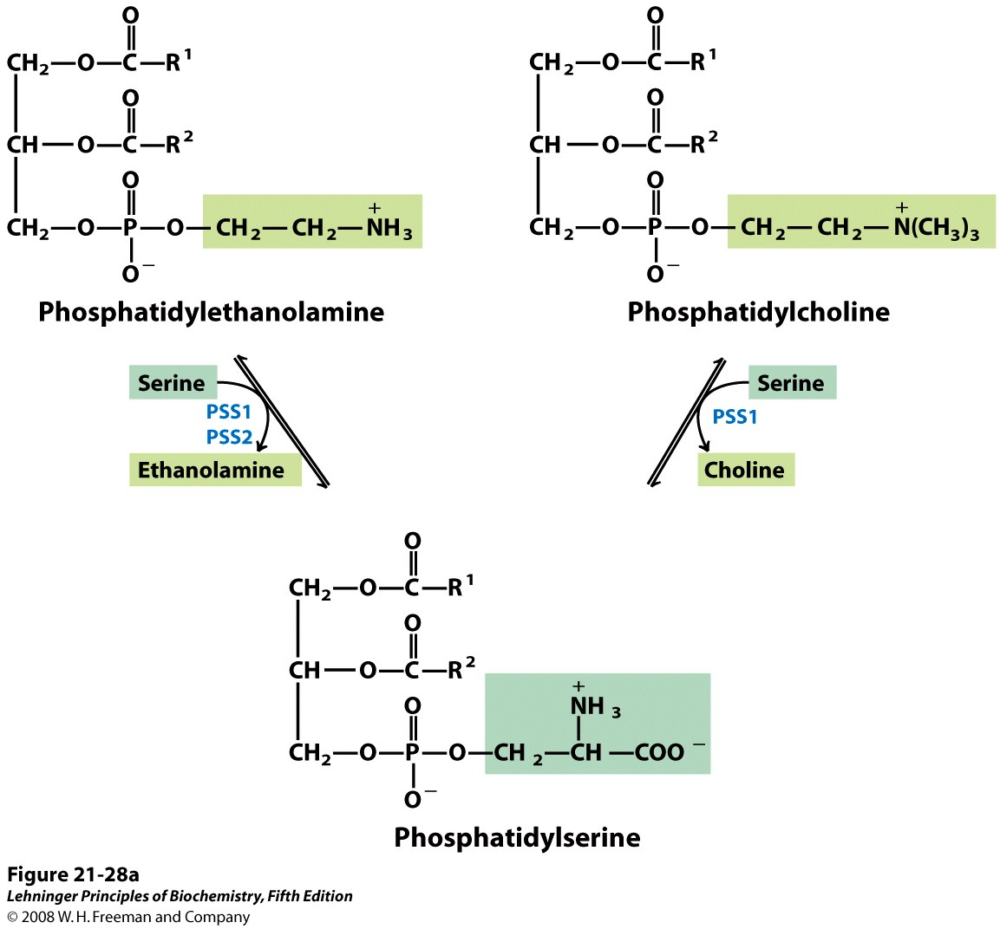 O O
CH2—O—C—R1 CH2—O—C—R1
O O
CH—O—C—R2 CH—O—C—R2
O O
CH2—O—P—O—CH2—CH2—N+H3 CH2—O—P—O—CH2—CH2—N+(CH3)3
O− O−
Phosphatidylethanolamine Phosphatidylcholine
Serine Serine
PSS1 PSS1
PSS2
Ethanolamine Choline
O
CH2—O—C—R1
O
CH—O—C—R2
O N+H3
CH2—O—P—O—CH2—CH—COO−
O−
Phosphatidylserine
Figure 21-28a
Lehninger Principles of Biochemistry, Fifth Edition
© 2008 W. H. Freeman and Company